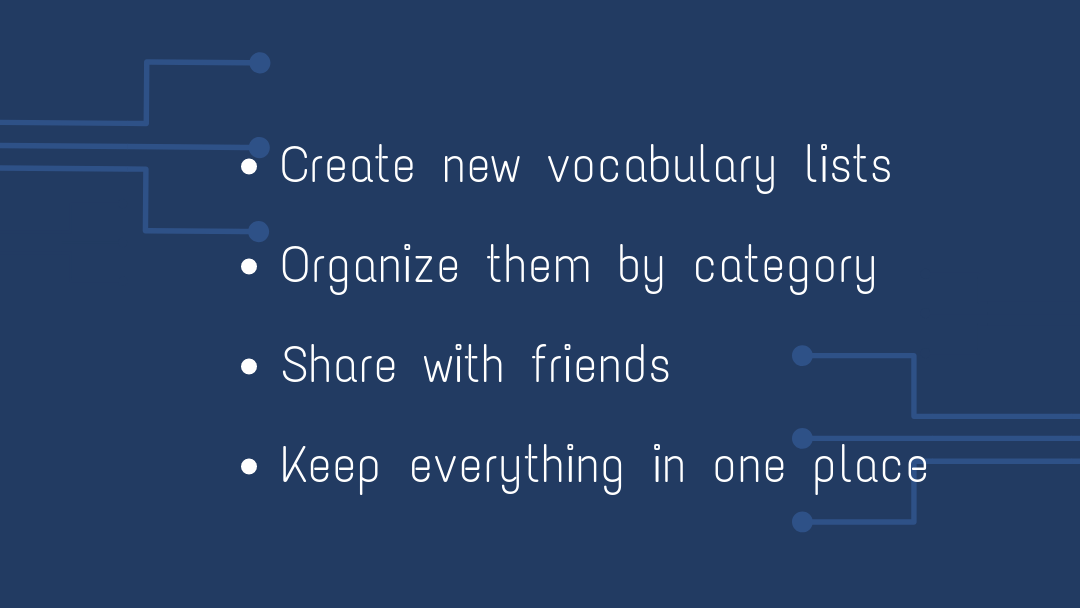 • Create new vocabulary lists
• Organize them by category
• Share with friends
• Keep everything in one place